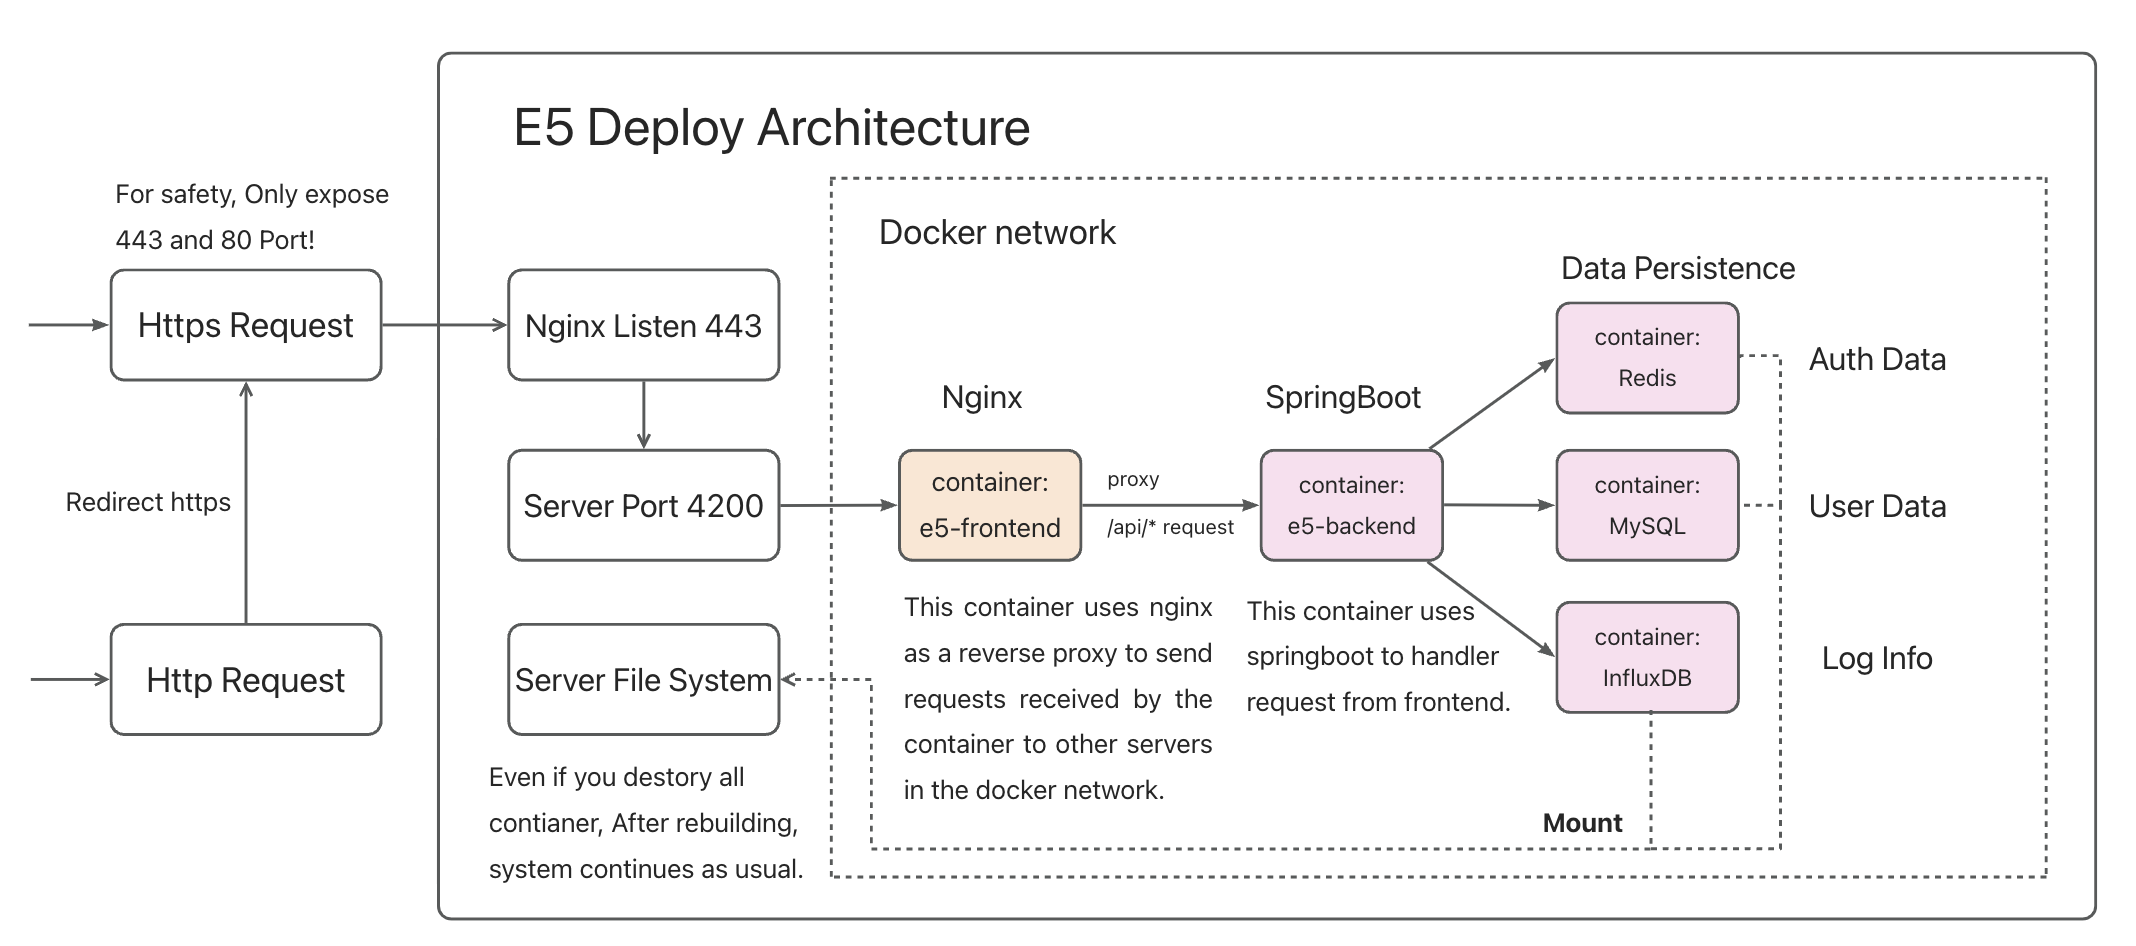 E5 Deploy Architecture
For safety, Only expose
443 and 80 Port!
Https Request
Redirect https
Http Request
Nginx Listen 443
Server Port 4200
Server File System
Even if you destory all
contianer, After rebuilding,
system continues as usual.
Docker network
Nginx
container:
e5-frontend
This container uses nginx
as a reverse proxy to send
requests received by the
container to other servers
in the docker network.
proxy
/api/* request
SpringBoot
container:
e5-backend
This container uses
springboot to handler
request from frontend.
Data Persistence
container:
Redis
Auth Data
container:
MySQL
User Data
container:
InfluxDB
Log Info
Mount